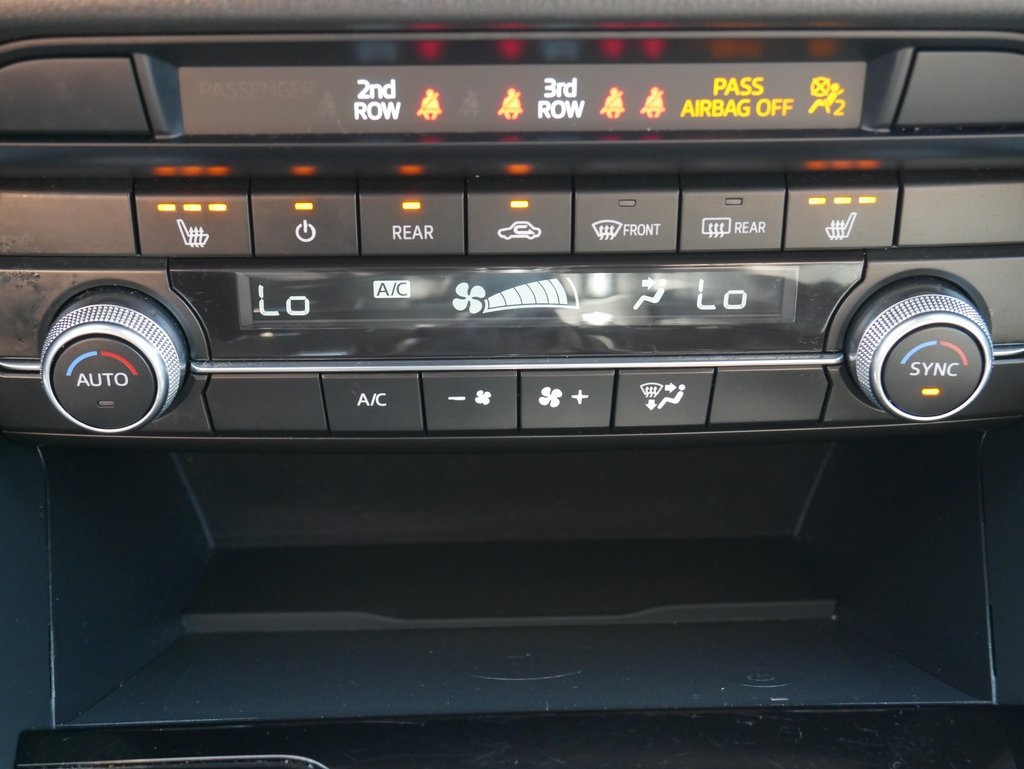 PASSENGER
2nd
ROW
3rd
ROW
PASS
AIRBAG OFF
2
REAR
FRONT
REAR
Lo
A/C
Lo
AUTO
SYNC
A/C